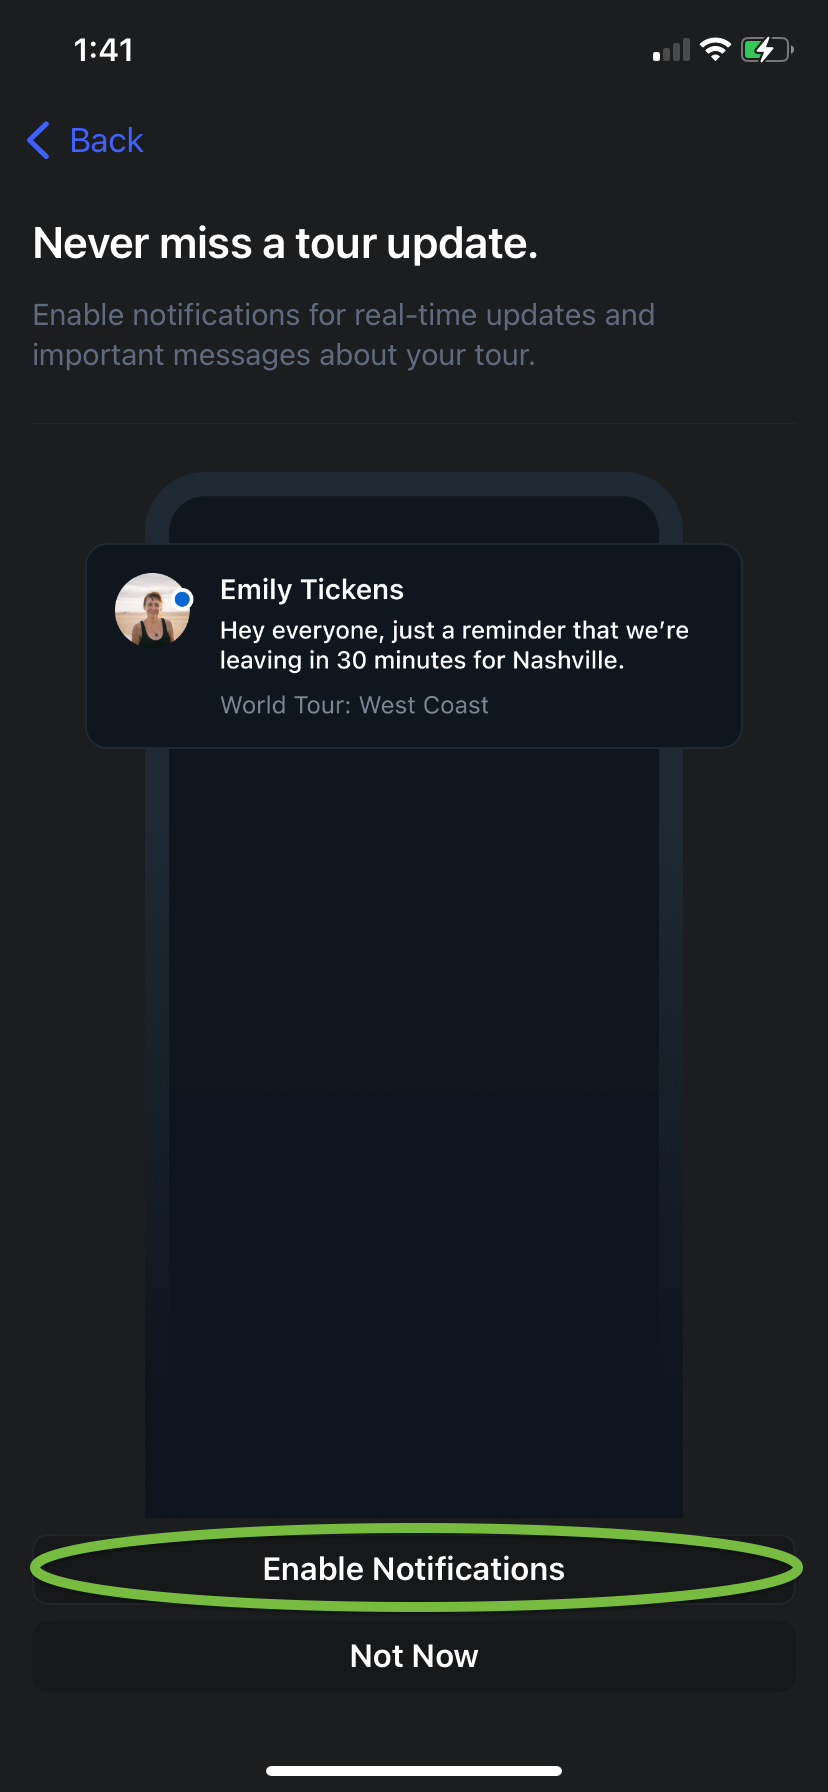 1:41
Back
Never miss a tour update.
Enable notifications for real-time updates and
important messages about your tour.
Emily Tickens
Hey everyone, just a reminder that we’re
leaving in 30 minutes for Nashville.
World Tour: West Coast
Enable Notifications
Not Now